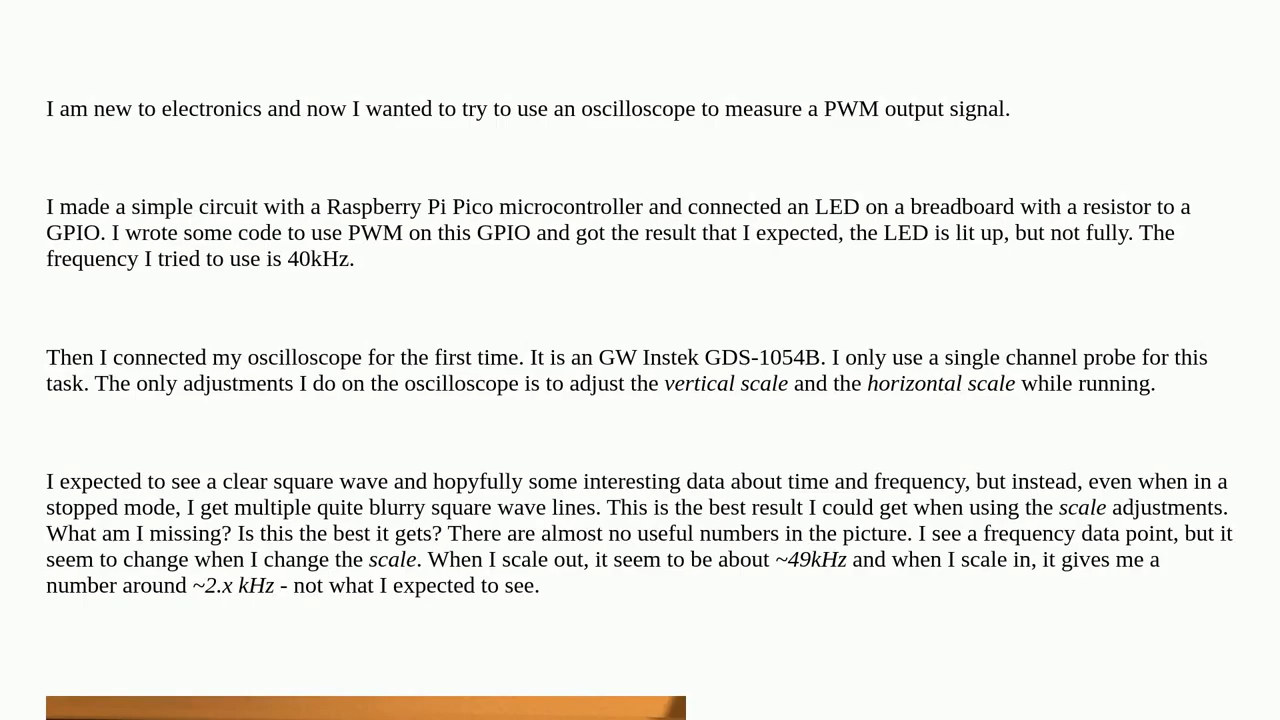 I am new to electronics and now I wanted to try to use an oscilloscope to measure a PWM output signal.
I made a simple circuit with a Raspberry Pi Pico microcontroller and connected an LED on a breadboard with a resistor to a
GPIO. I wrote some code to use PWM on this GPIO and got the result that I expected, the LED is lit up, but not fully. The
frequency I tried to use is 40kHz.
Then I connected my oscilloscope for the first time. It is an GW Instek GDS-1054B. I only use a single channel probe for this
task. The only adjustments I do on the oscilloscope is to adjust the vertical scale and the horizontal scale while running.
I expected to see a clear square wave and hopyfully some interesting data about time and frequency, but instead, even when in a
stopped mode, I get multiple quite blurry square wave lines. This is the best result I could get when using the scale adjustments.
What am I missing? Is this the best it gets? There are almost no useful numbers in the picture. I see a frequency data point, but it
seem to change when I change the scale. When I scale out, it seem to be about ~49kHz and when I scale in, it gives me a
number around ~2.x kHz - not what I expected to see.